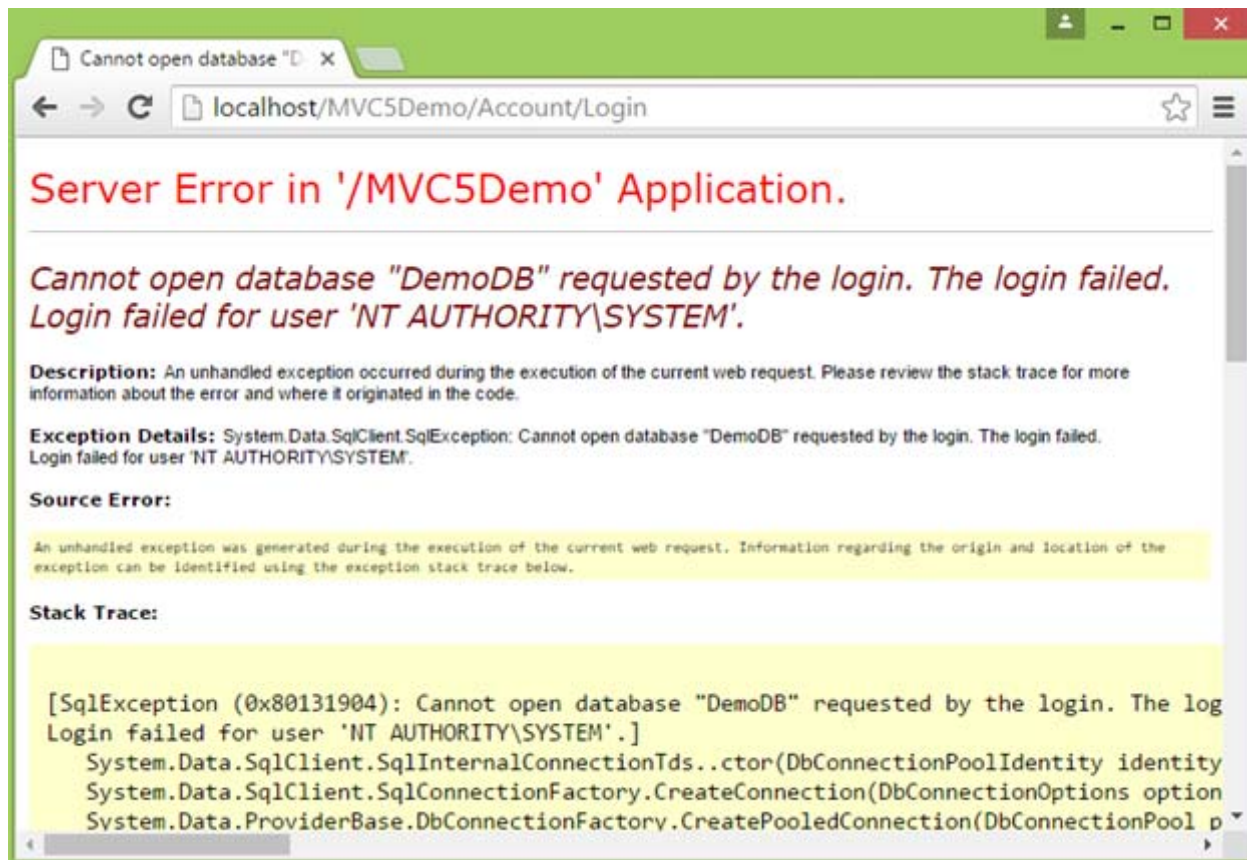 Cannot open database "D
localhost/MVC5Demo/Account/Login
Server Error in '/MVC5Demo' Application.
Cannot open database "DemoDB" requested by the login. The login failed.
Login failed for user 'NT AUTHORITY\SYSTEM'.
Description: An unhandled exception occurred during the execution of the current web request. Please review the stack trace for more
information about the error and where it originated in the code.
Exception Details: System.Data.SqlClient.SqlException: Cannot open database "DemoDB" requested by the login. The login failed.
Login failed for user 'NT AUTHORITY\SYSTEM'.
Source Error:
An unhandled exception was generated during the execution of the current web request. Information regarding the origin and location of the
exception can be identified using the exception stack trace below.
Stack Trace:
[SqlException (0x80131904): Cannot open database "DemoDB" requested by the login. The log
Login failed for user 'NT AUTHORITY\SYSTEM'.]
System.Data.SqlClient.SqlInternalConnectionTds..ctor(DbConnectionPoolIdentity identity
System.Data.SqlClient.SqlConnectionFactory.CreateConnection(DbConnectionOptions option
System.Data.ProviderBase.DbConnectionFactory.CreatePooledConnection(DbConnectionPool p